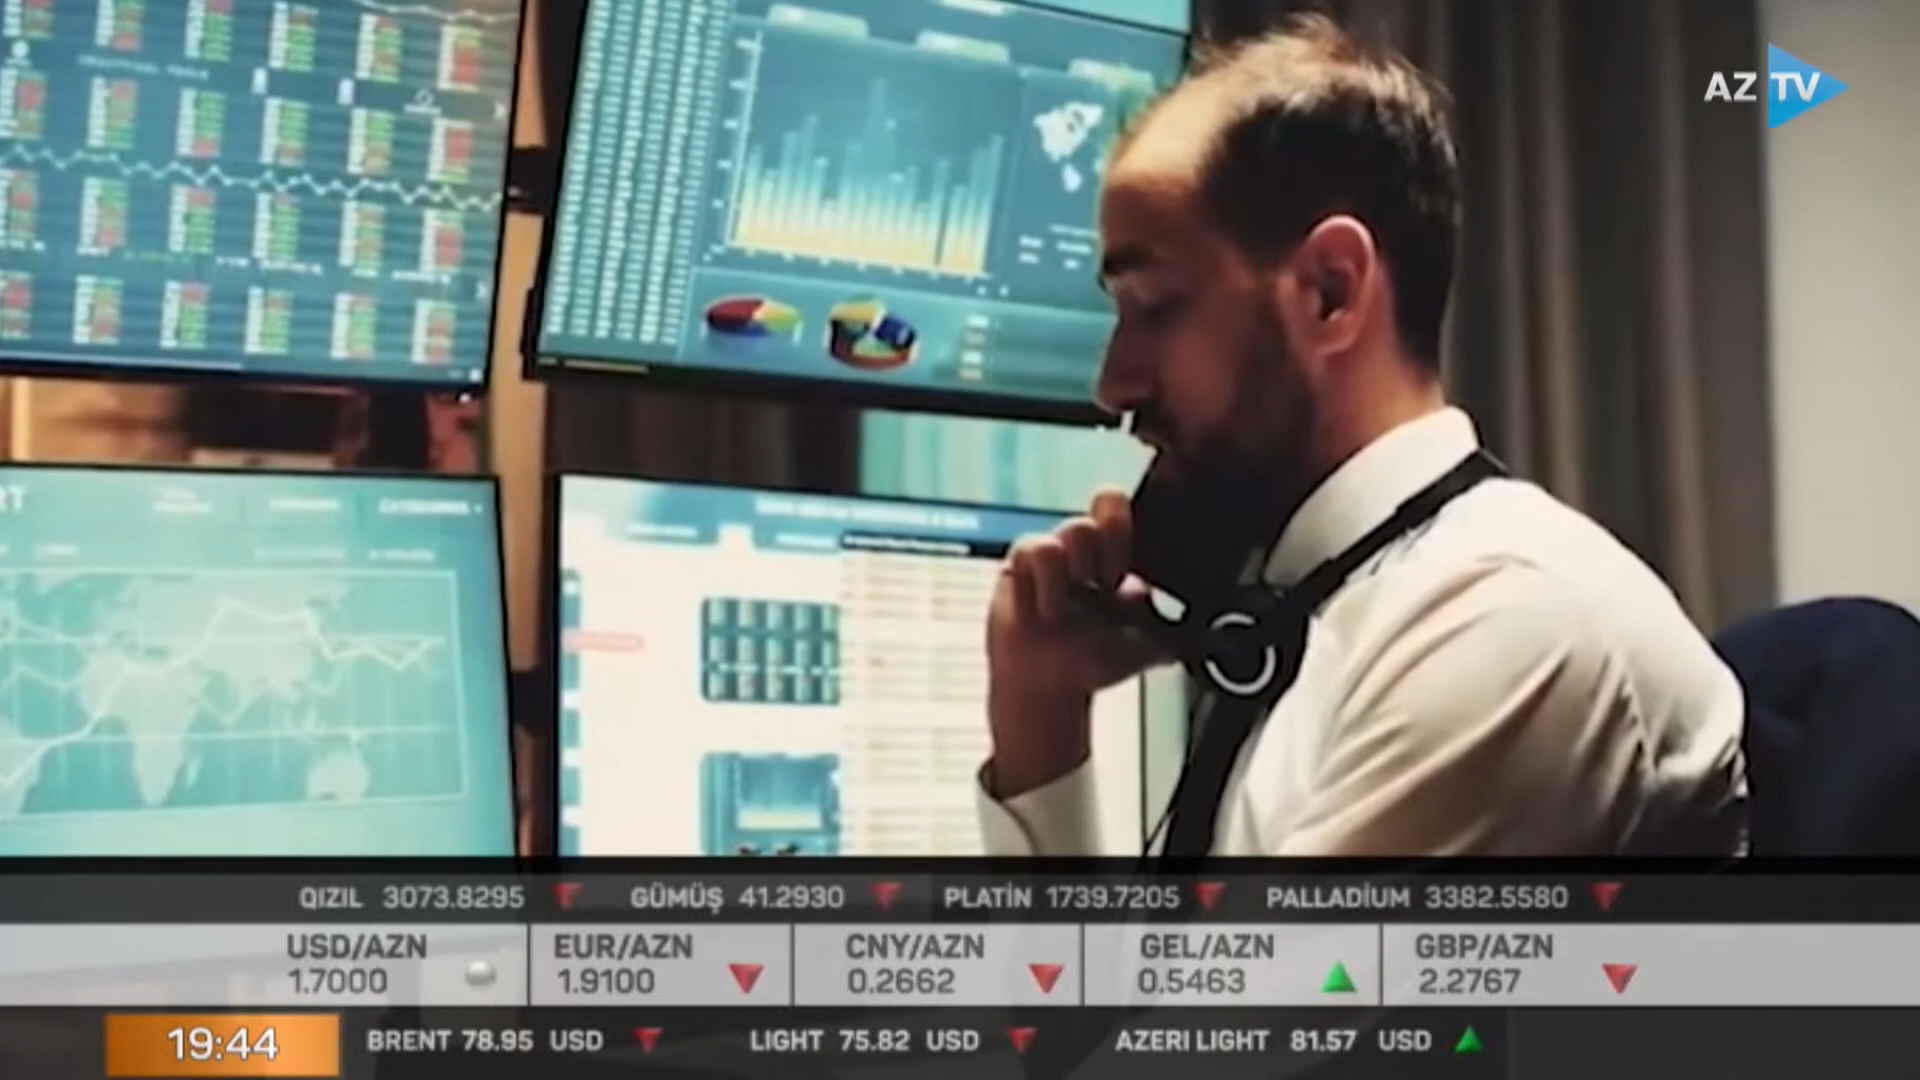 AZTV
QIZIL 3073.8295 GÜMÜŞ 41.2930 PLATİN 1739.7205 PALLADİUM 3382.5580
USD/AZN EUR/AZN CNY/AZN GEL/AZN GBP/AZN
1.7000 1.9100 0.2662 0.5463 2.2767
19:44 BRENT 78.95 USD LIGHT 75.82 USD AZERI LIGHT 81.57 USD